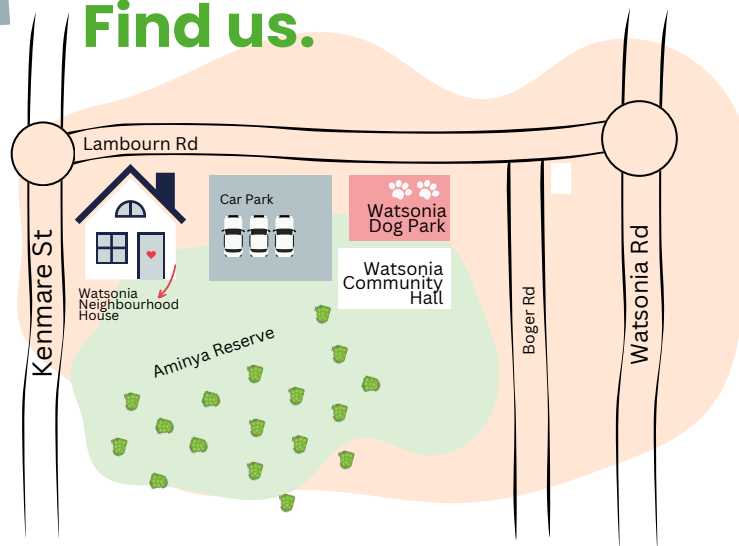 Find us.
Lambourn Rd
Car Park
Watsonia
Dog Park
Watsonia
Community
Hall
Watsonia
Neighbourhood
House
Kenmare St
Aminya Reserve
Boger Rd
Watsonia Rd